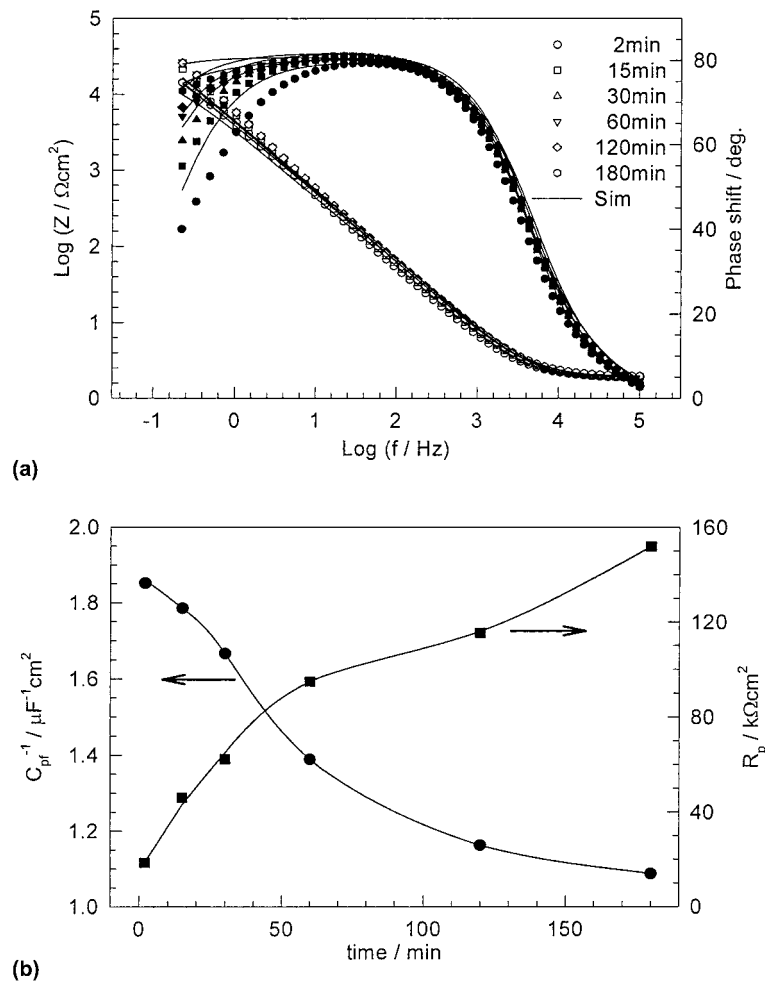 5
4
3
2
1
0
Log (Z / Ωcm²)
80
60
40
20
0
Phase shift / deg.
2min
15min
30min
60min
120min
180min
Sim
-1 0 1 2 3 4 5
Log (f / Hz)
(a)
2.0
1.8
1.6
1.4
1.2
1.0
C_pf⁻¹ / μF⁻¹cm²
160
120
80
40
0
R_p / kΩcm²
0 50 100 150
time / min
(b)